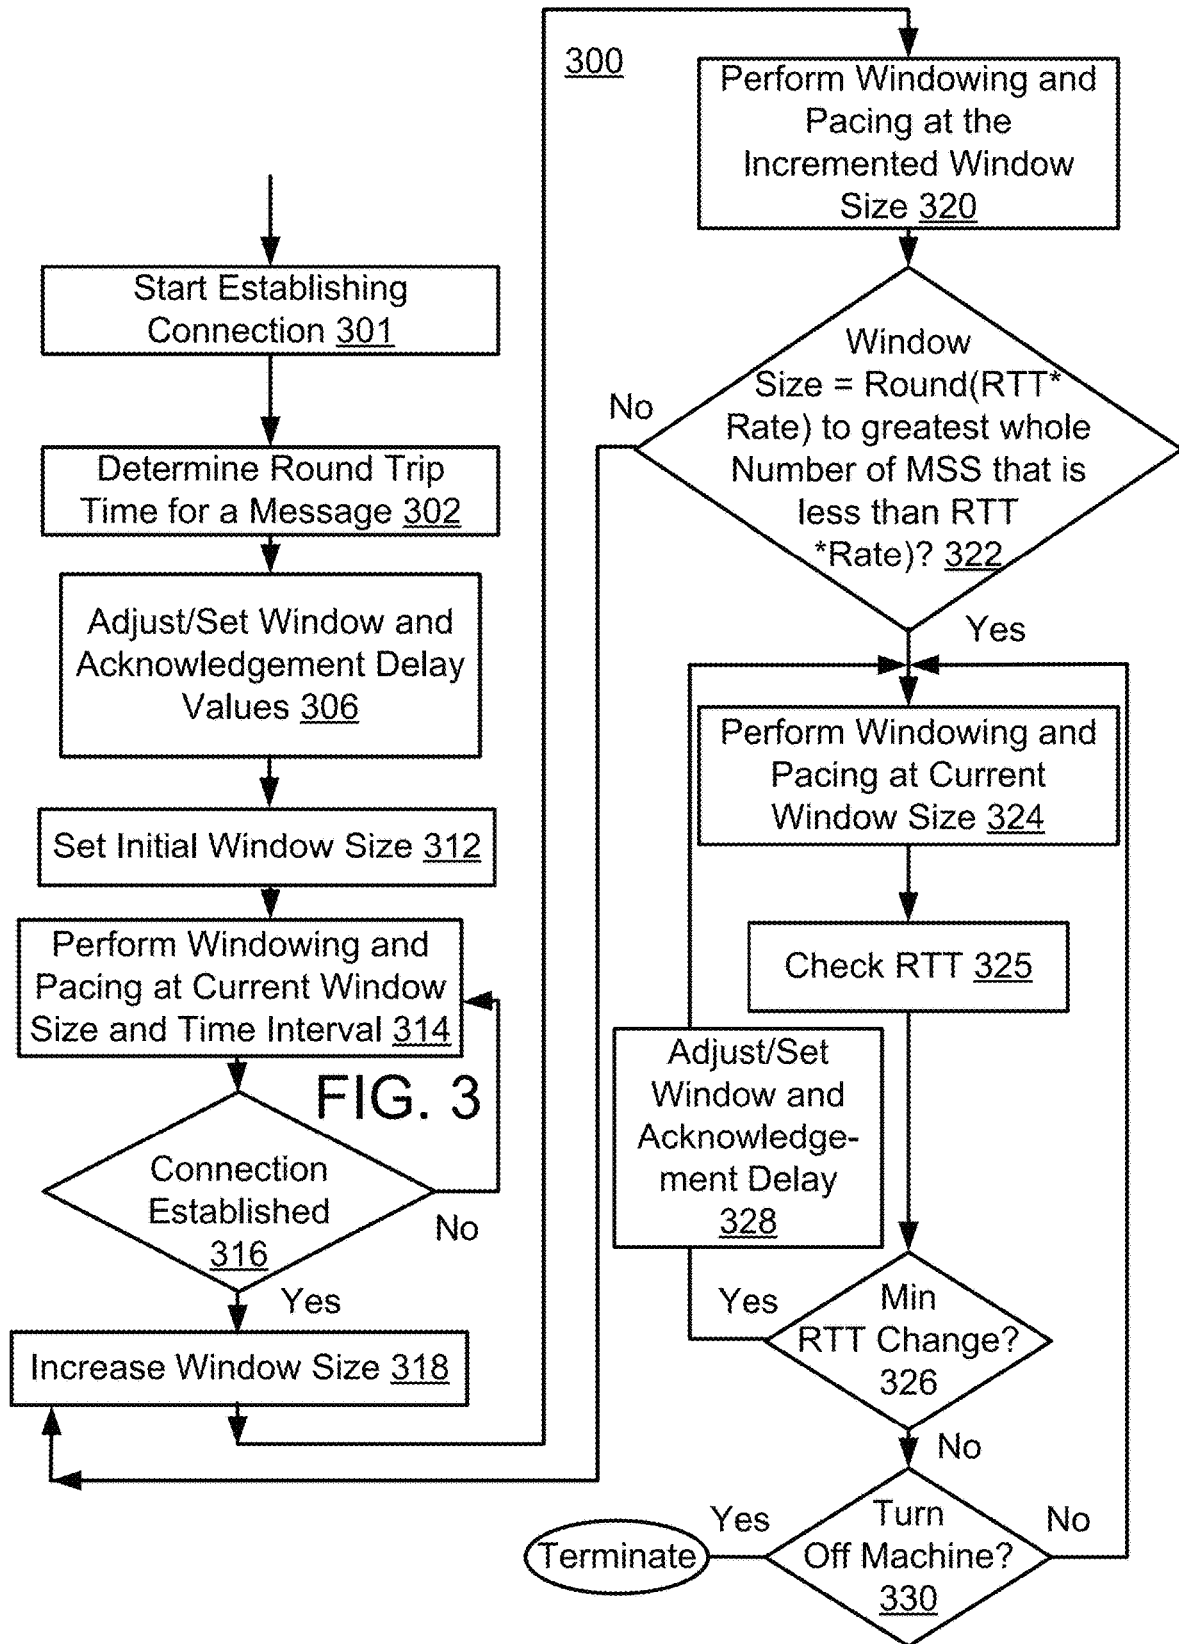 300
Start Establishing
Connection 301
Determine Round Trip
Time for a Message 302
Adjust/Set Window and
Acknowledgement Delay
Values 306
Set Initial Window Size 312
Perform Windowing and
Pacing at Current Window
Size and Time Interval 314
FIG. 3
Connection
Established
316
No
Yes
Increase Window Size 318
Perform Windowing and
Pacing at the
Incremented Window
Size 320
Window
Size = Round(RTT*
Rate) to greatest whole
Number of MSS that is
less than RTT
*Rate)? 322
No
Yes
Perform Windowing and
Pacing at Current
Window Size 324
Check RTT 325
Adjust/Set
Window and
Acknowledge-
ment Delay
328
Yes
Min
RTT Change?
326
No
Turn
Off Machine?
330
Yes
No
Terminate